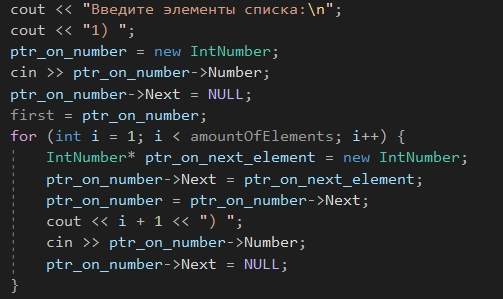 cout << "Введите элементы списка:\n";
cout << "1) ";
ptr_on_number = new IntNumber;
cin >> ptr_on_number->Number;
ptr_on_number->Next = NULL;
first = ptr_on_number;
for (int i = 1; i < amountOfElements; i++) {
    IntNumber* ptr_on_next_element = new IntNumber;
    ptr_on_number->Next = ptr_on_next_element;
    ptr_on_number = ptr_on_number->Next;
    cout << i + 1 << ") ";
    cin >> ptr_on_number->Number;
    ptr_on_number->Next = NULL;
}